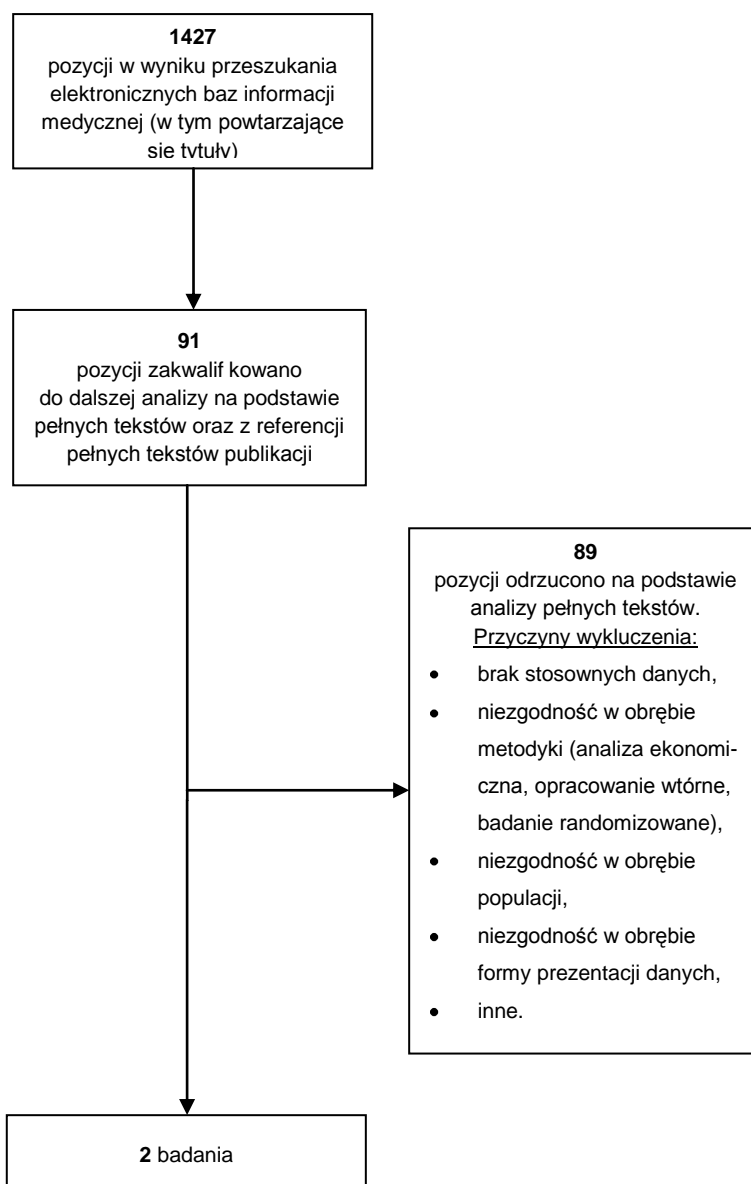 1427
pozycji w wyniku przeszukania
elektronicznych baz informacji
medycznej (w tym powtarzające
się tytuły)
91
pozycji zakwalif kowano
do dalszej analizy na podstawie
pełnych tekstów oraz z referencji
pełnych tekstów publikacji
89
pozycji odrzucono na podstawie
analizy pełnych tekstów.
Przyczyny wykluczenia:
• brak stosownych danych,
• niezgodność w obrębie
metodyki (analiza ekonomi-
czna, opracowanie wtórne,
badanie randomizowane),
• niezgodność w obrębie
populacji,
• niezgodność w obrębie
formy prezentacji danych,
• inne.
2 badania